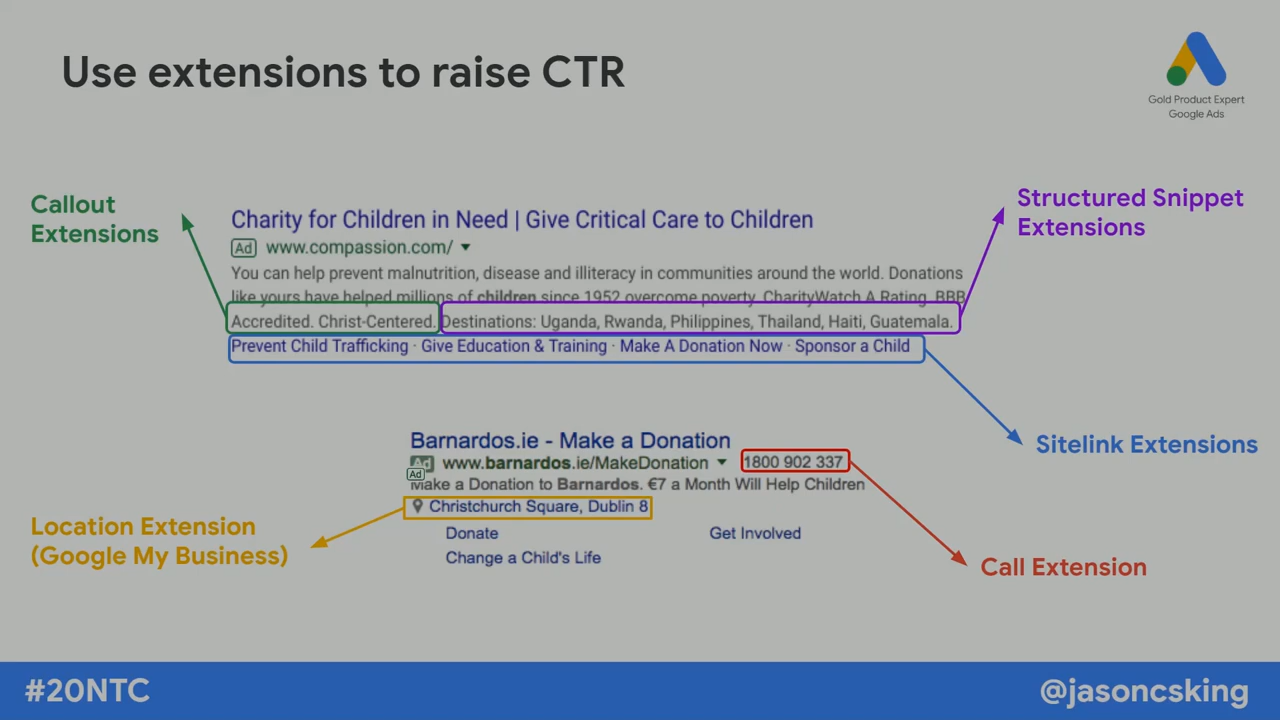 Use extensions to raise CTR
Gold Product Expert
Google Ads
Callout
Extensions
Structured Snippet
Extensions
Charity for Children in Need | Give Critical Care to Children
Ad www.compassion.com/
You can help prevent malnutrition, disease and illiteracy in communities around the world. Donations
like yours have helped millions of children since 1952 overcome poverty. CharityWatch A Rating. BBB
Accredited. Christ-Centered. Destinations: Uganda, Rwanda, Philippines, Thailand, Haiti, Guatemala.
Prevent Child Trafficking · Give Education & Training · Make A Donation Now · Sponsor a Child
Sitelink Extensions
Barnardos.ie - Make a Donation
Ad www.barnardos.ie/MakeDonation 1800 902 337
Ad
Make a Donation to Barnardos. €7 a Month Will Help Children
Christchurch Square, Dublin 8
Donate Get Involved
Change a Child's Life
Location Extension
(Google My Business)
Call Extension
#20NTC
@jasoncsking